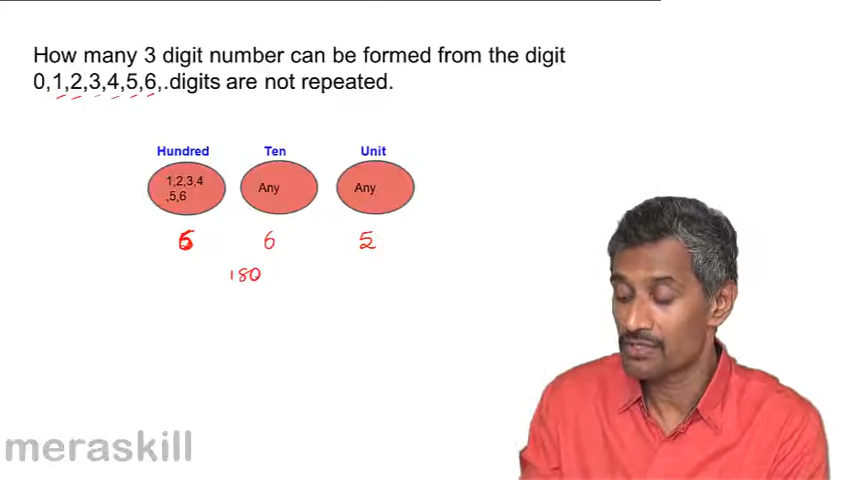 How many 3 digit number can be formed from the digit
0,1,2,3,4,5,6,.digits are not repeated.
Hundred Ten Unit
1,2,3,4 Any Any
,5,6
6 6 5
180
meraskill